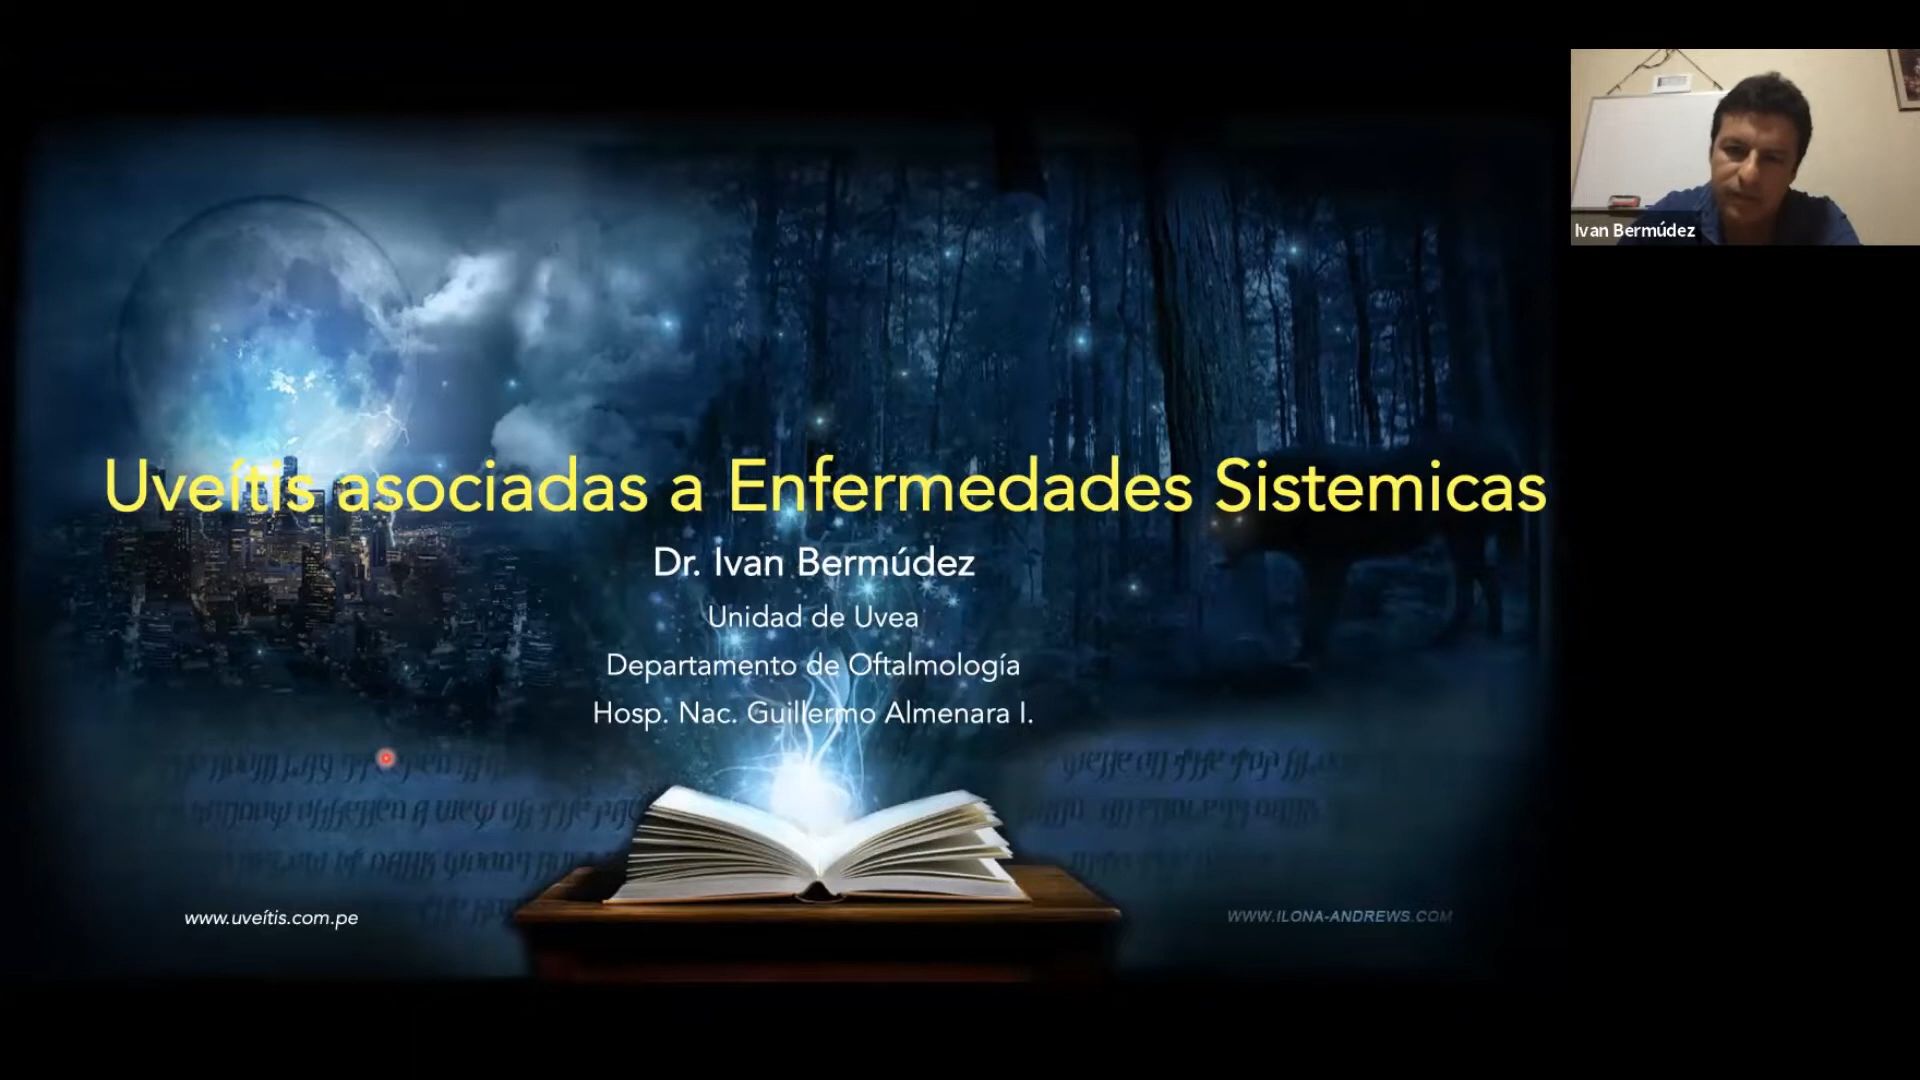 Uveítis asociadas a Enfermedades Sistemicas
Dr. Ivan Bermúdez
Unidad de Uvea
Departamento de Oftalmología
Hosp. Nac. Guillermo Almenara I.
www.uveítis.com.pe
WWW.ILONA-ANDREWS.COM
Ivan Bermúdez